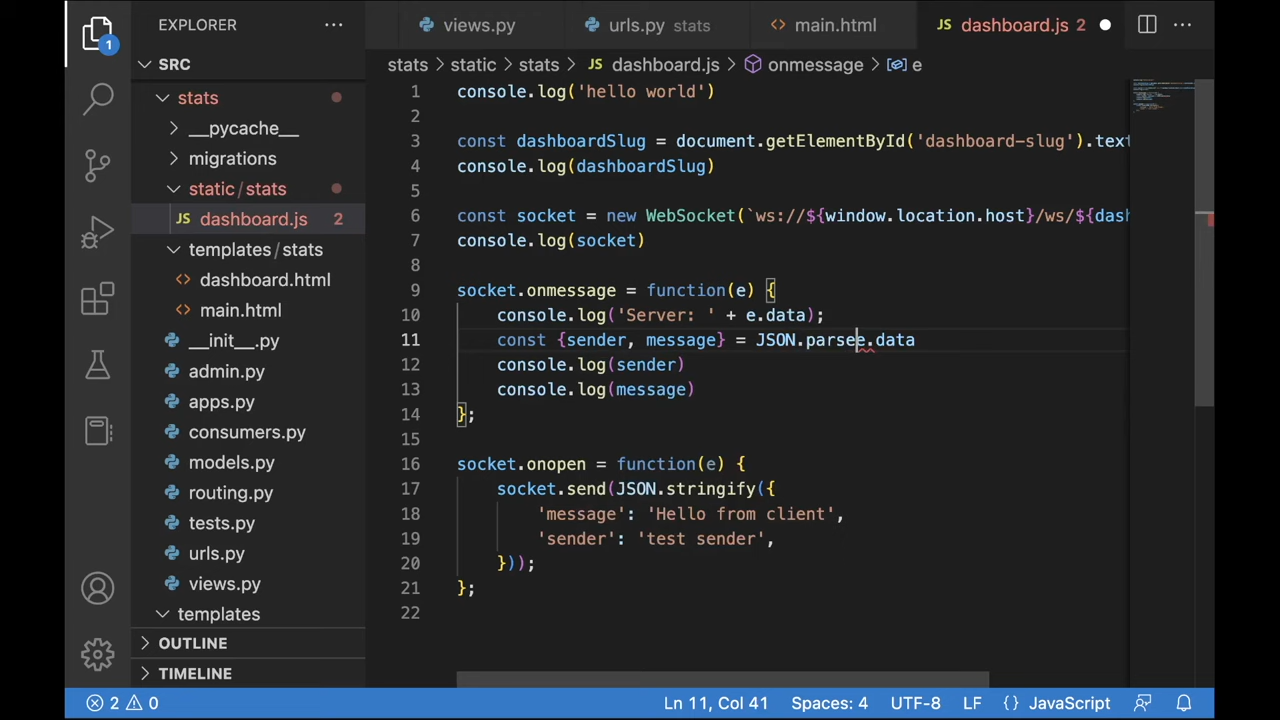 EXPLORER ...
views.py
urls.py stats
main.html
JS dashboard.js 2
...
1
SRC
stats > static > stats > JS dashboard.js > onmessage > e
stats
__pycache__
migrations
static / stats
JS dashboard.js 2
templates / stats
dashboard.html
main.html
__init__.py
admin.py
apps.py
consumers.py
models.py
routing.py
tests.py
urls.py
views.py
templates
OUTLINE
TIMELINE
1 console.log('hello world')
2
3 const dashboardSlug = document.getElementById('dashboard-slug').text
4 console.log(dashboardSlug)
5
6 const socket = new WebSocket(`ws://${window.location.host}/ws/${dash
7 console.log(socket)
8
9 socket.onmessage = function(e) {
10 console.log('Server: ' + e.data);
11 const {sender, message} = JSON.parsee.data
12 console.log(sender)
13 console.log(message)
14 };
15
16 socket.onopen = function(e) {
17 socket.send(JSON.stringify({
18 'message': 'Hello from client',
19 'sender': 'test sender',
20 }));
21 };
22
2 0 Ln 11, Col 41 Spaces: 4 UTF-8 LF {} JavaScript